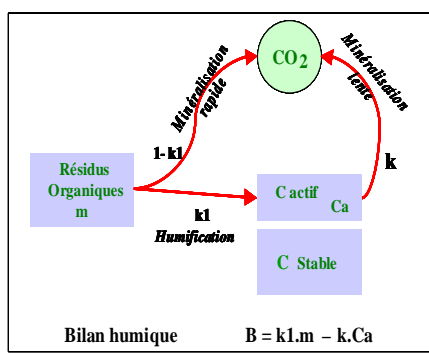 CO2
Minéralisation
rapide
Minéralisation
lente
1-k1
Résidus
Organiques
m
k1
Humification
C actif
Ca
k
C Stable
Bilan humique B = k1.m – k.Ca